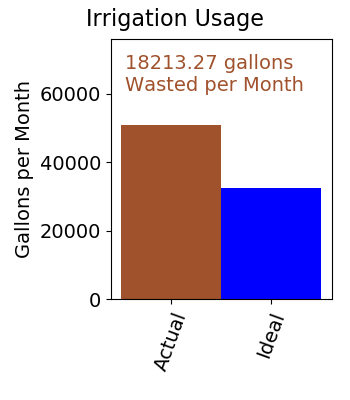 Irrigation Usage
18213.27 gallons
Wasted per Month
Gallons per Month
60000
40000
20000
0
Actual
Ideal